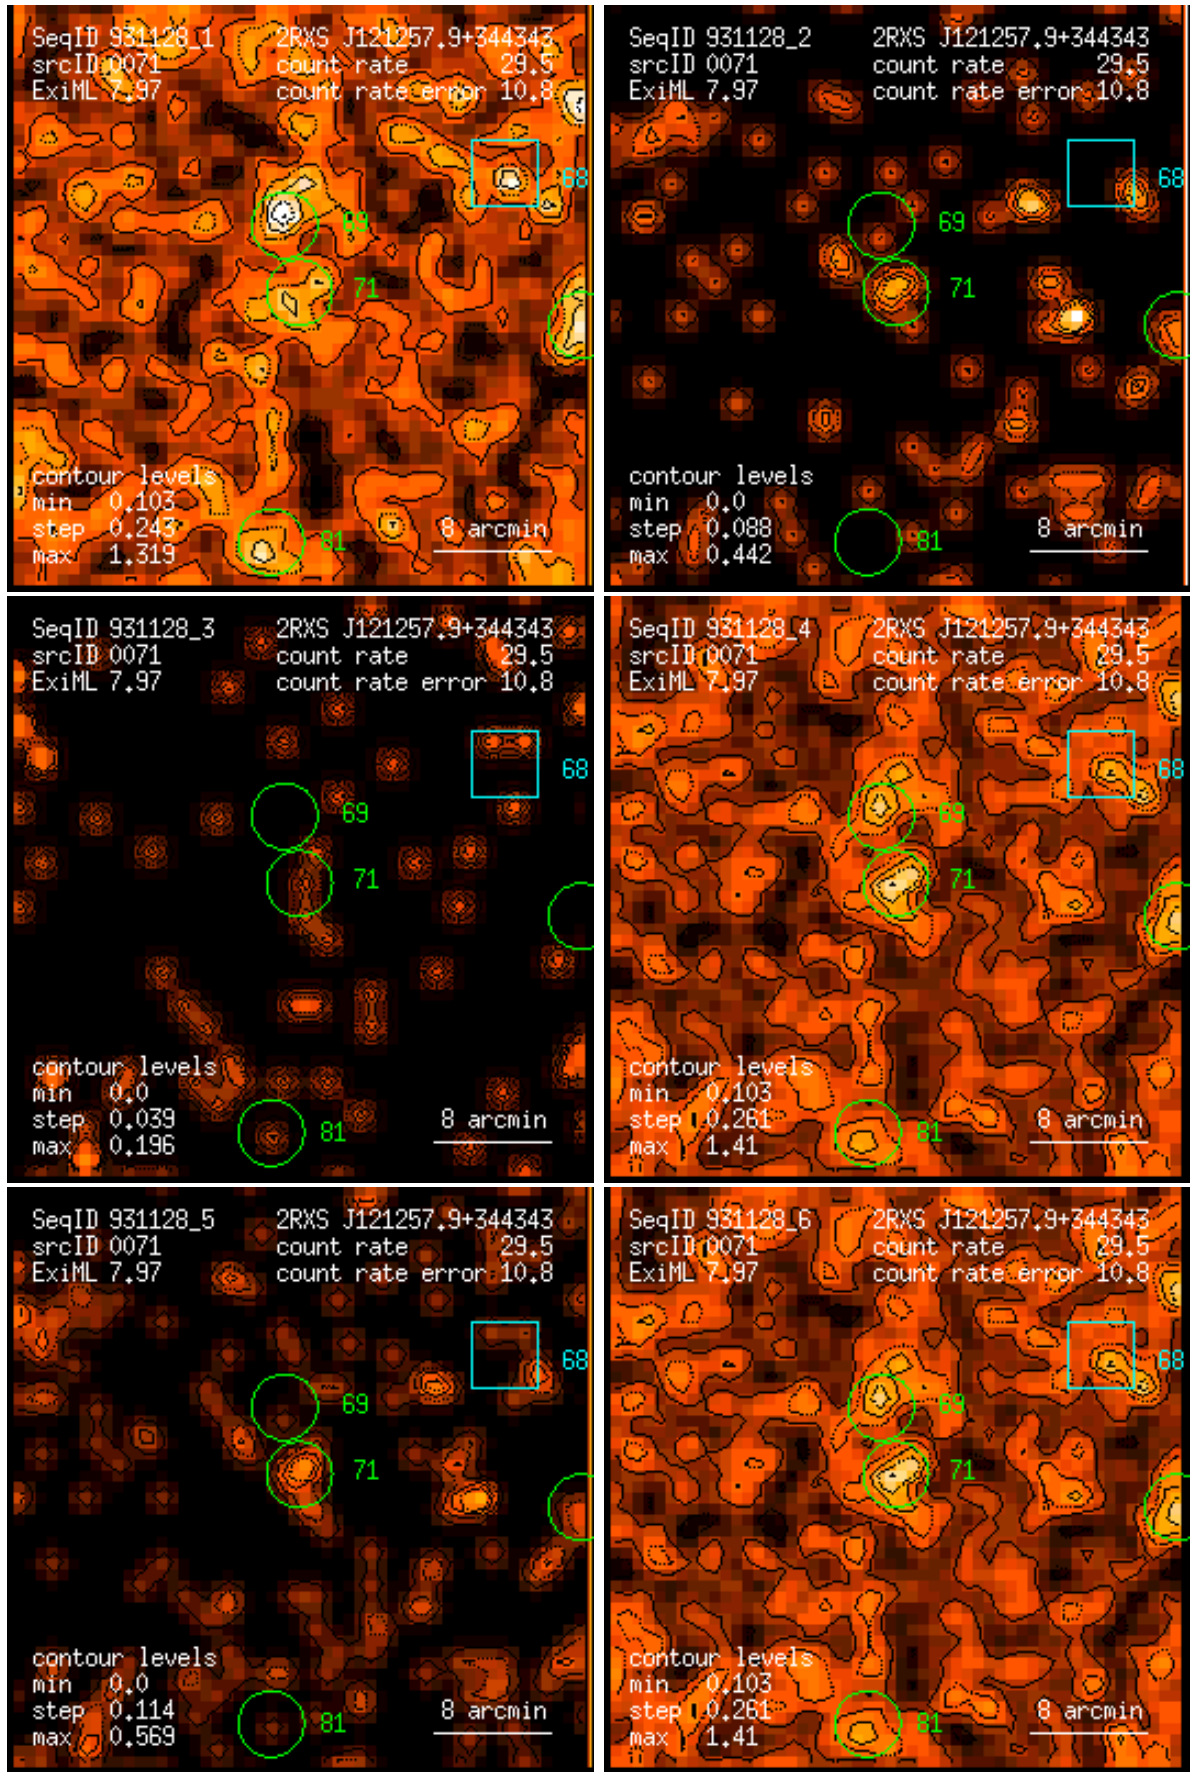 SeqID 931128_1 2RXS J121257.9+344343
srcID 0071 count rate 29.5
ExiML 7.97 count rate error 10.8
68
69
71
contour levels
min 0.103
step 0.243 8 arcmin
max 1.319 81
SeqID 931128_2 2RXS J121257.9+344343
srcID 0071 count rate 29.5
ExiML 7.97 count rate error 10.8
68
69
71
contour levels
min 0.0
step 0.088 8 arcmin
max 0.442 81
SeqID 931128_3 2RXS J121257.9+344343
srcID 0071 count rate 29.5
ExiML 7.97 count rate error 10.8
68
69
71
contour levels
min 0.0
step 0.039 8 arcmin
max 0.196 81
SeqID 931128_4 2RXS J121257.9+344343
srcID 0071 count rate 29.5
ExiML 7.97 count rate error 10.8
68
69
71
contour levels
min 0.103
step 0.261 8 arcmin
max 1.41 81
SeqID 931128_5 2RXS J121257.9+344343
srcID 0071 count rate 29.5
ExiML 7.97 count rate error 10.8
68
69
71
contour levels
min 0.0
step 0.114 8 arcmin
max 0.569 81
SeqID 931128_6 2RXS J121257.9+344343
srcID 0071 count rate 29.5
ExiML 7.97 count rate error 10.8
68
69
71
contour levels
min 0.103
step 0.261 8 arcmin
max 1.41 81